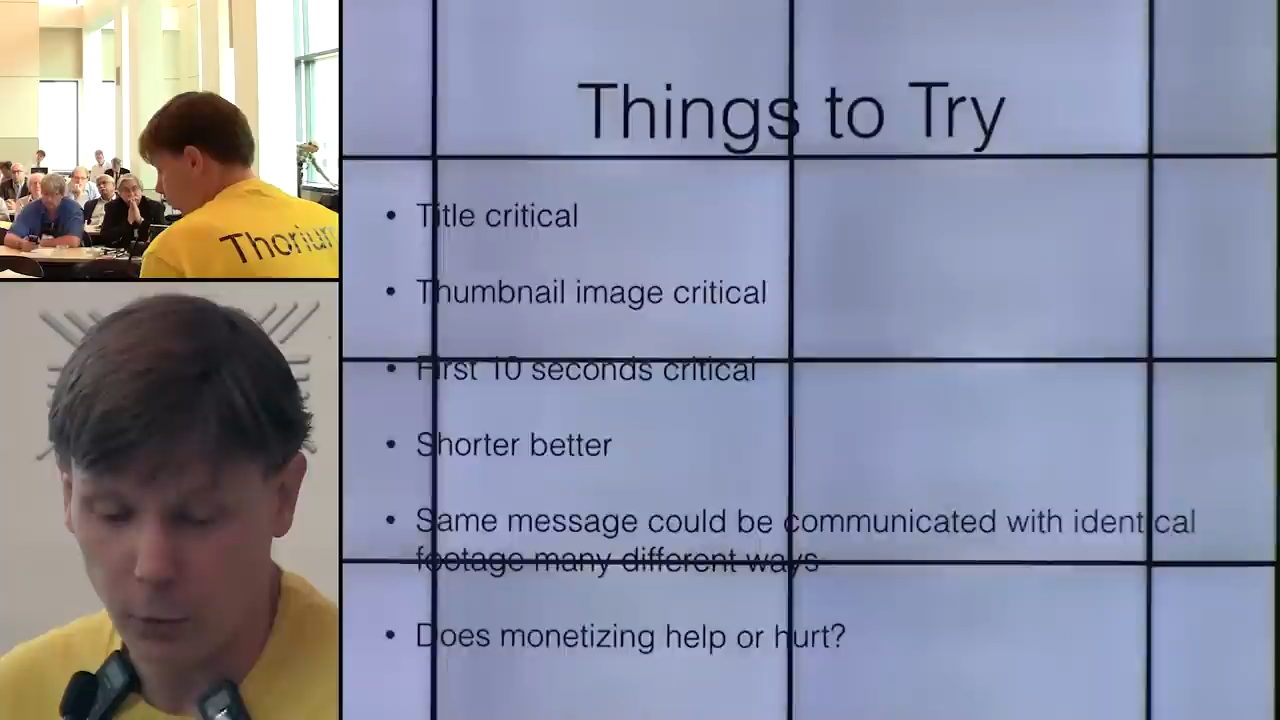 Thorium
Things to Try
• Title critical
• Thumbnail image critical
• First 10 seconds critical
• Shorter better
• Same message could be communicated with identical
footage many different ways
• Does monetizing help or hurt?